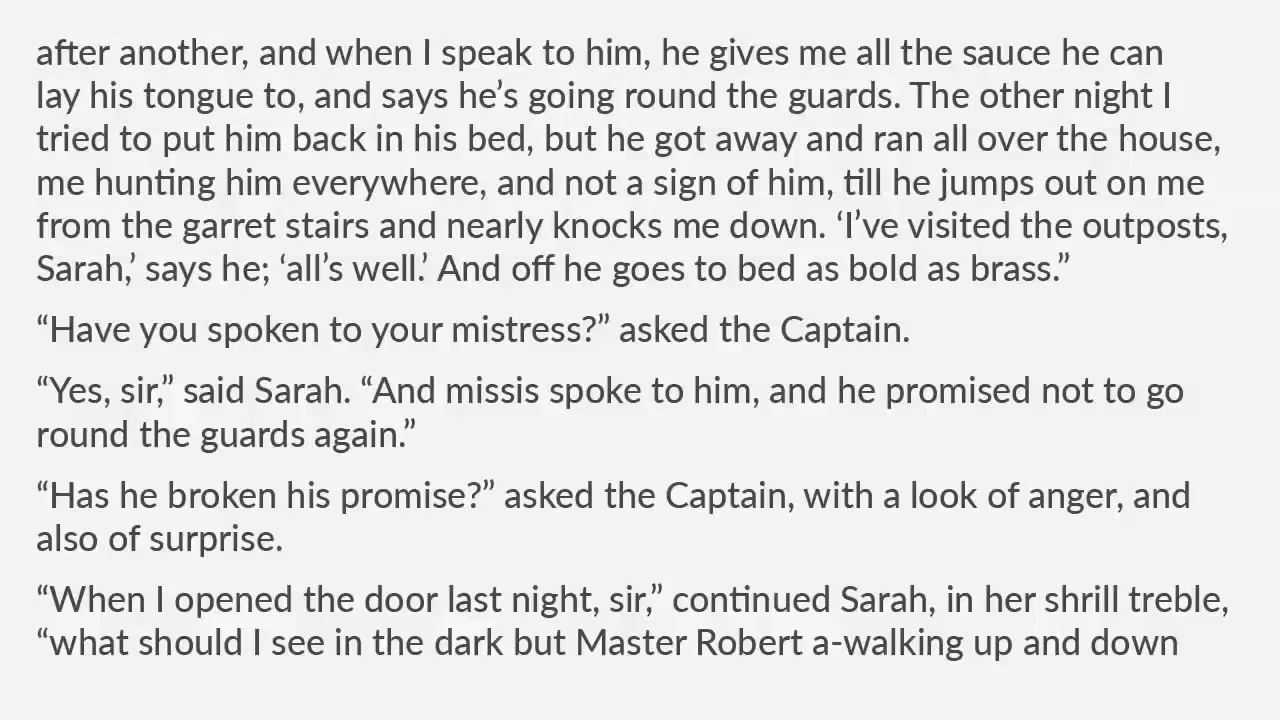 after another, and when I speak to him, he gives me all the sauce he can
lay his tongue to, and says he’s going round the guards. The other night I
tried to put him back in his bed, but he got away and ran all over the house,
me hunting him everywhere, and not a sign of him, till he jumps out on me
from the garret stairs and nearly knocks me down. ‘I’ve visited the outposts,
Sarah,’ says he; ‘all’s well.’ And off he goes to bed as bold as brass.”
“Have you spoken to your mistress?” asked the Captain.
“Yes, sir,” said Sarah. “And missis spoke to him, and he promised not to go
round the guards again.”
“Has he broken his promise?” asked the Captain, with a look of anger, and
also of surprise.
“When I opened the door last night, sir,” continued Sarah, in her shrill treble,
“what should I see in the dark but Master Robert a-walking up and down